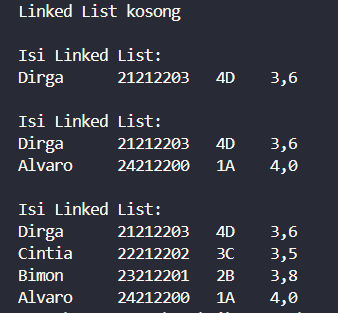 Linked List kosong
Isi Linked List:
Dirga 21212203 4D 3,6
Isi Linked List:
Dirga 21212203 4D 3,6
Alvaro 24212200 1A 4,0
Isi Linked List:
Dirga 21212203 4D 3,6
Cintia 22212202 3C 3,5
Bimon 23212201 2B 3,8
Alvaro 24212200 1A 4,0